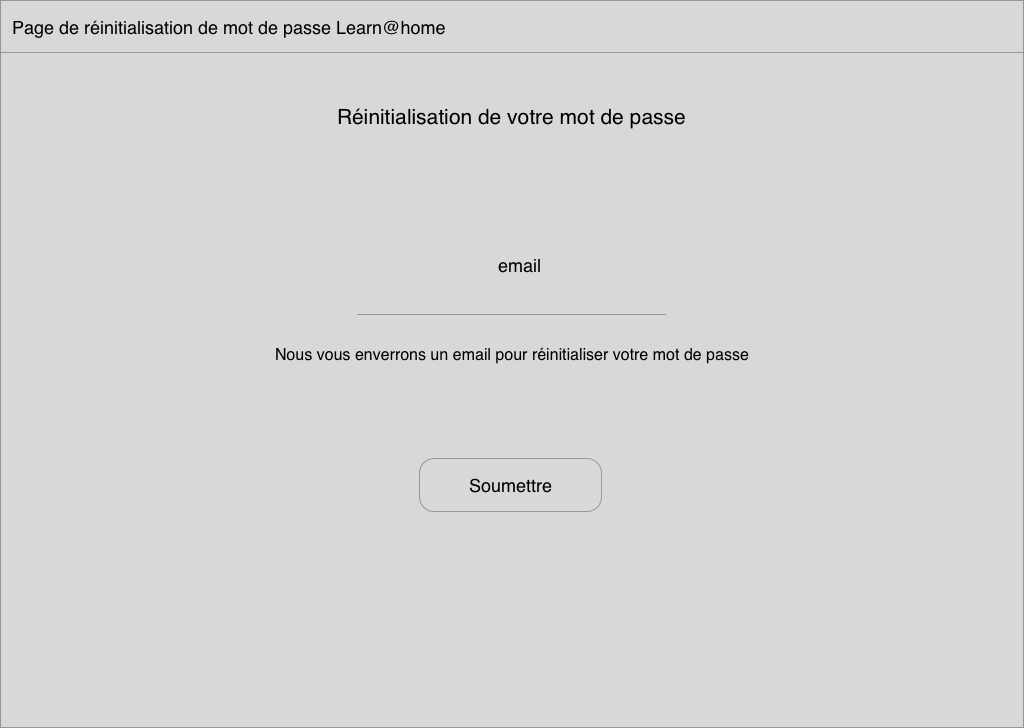 Page de réinitialisation de mot de passe Learn@home
Réinitialisation de votre mot de passe
email
Nous vous enverrons un email pour réinitialiser votre mot de passe
Soumettre